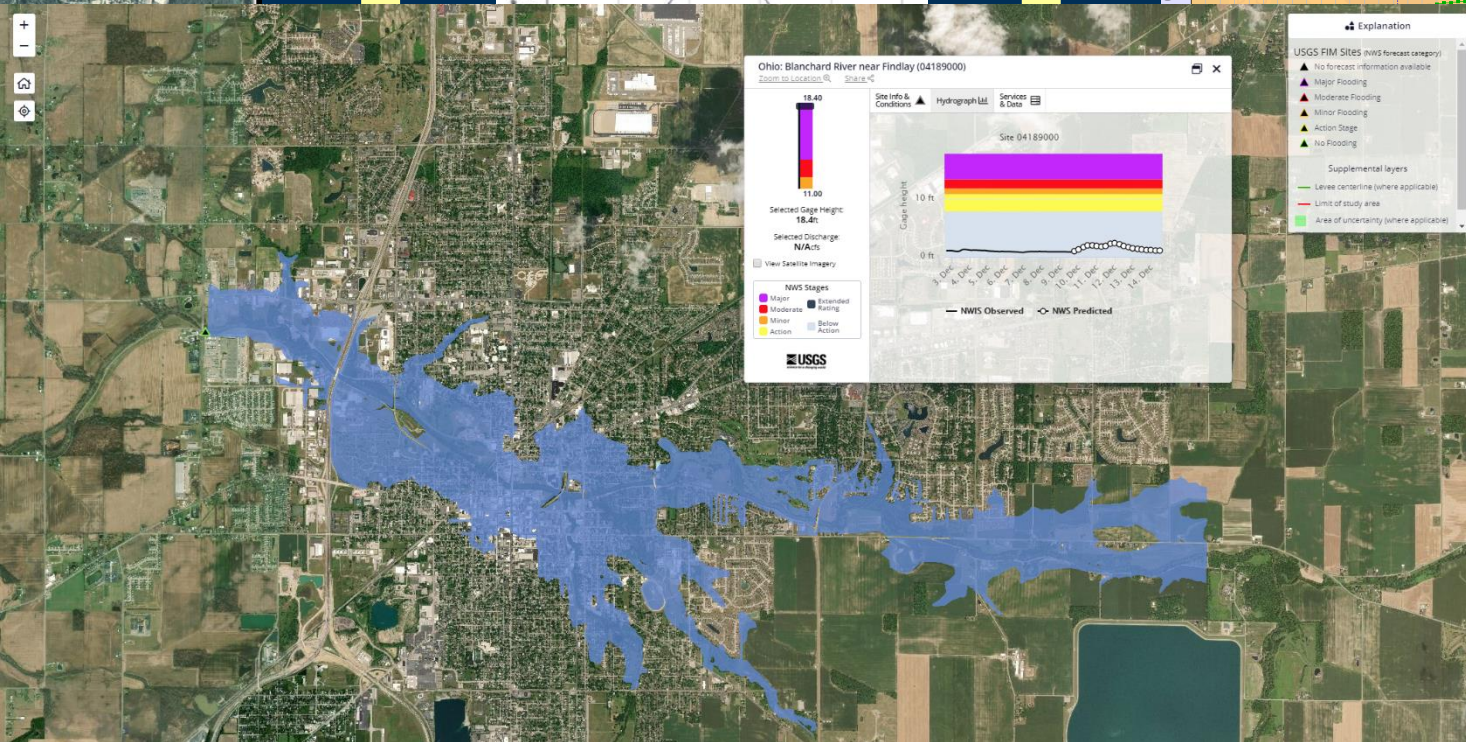 +
−
Explanation
USGS FIM Sites (NWS forecast category)
No forecast information available
Major Flooding
Moderate Flooding
Minor Flooding
Action Stage
No Flooding
Supplemental layers
Levee centerline (where applicable)
Limit of study area
Area of uncertainty (where applicable)
Ohio: Blanchard River near Findlay (04189000)
Zoom to Location
Share
18.40
11.00
Selected Gage Height:
18.4ft
Selected Discharge:
N/Acfs
View Satellite Imagery
NWS Stages
Major
Moderate
Minor
Action
Extended Rating
Below Action
USGS
Site Info & Conditions
Hydrograph
Services & Data
Site 04189000
Gage height
10 ft
0 ft
3. Dec
4. Dec
5. Dec
6. Dec
7. Dec
8. Dec
9. Dec
10. Dec
11. Dec
12. Dec
13. Dec
14. Dec
NWIS Observed
NWS Predicted